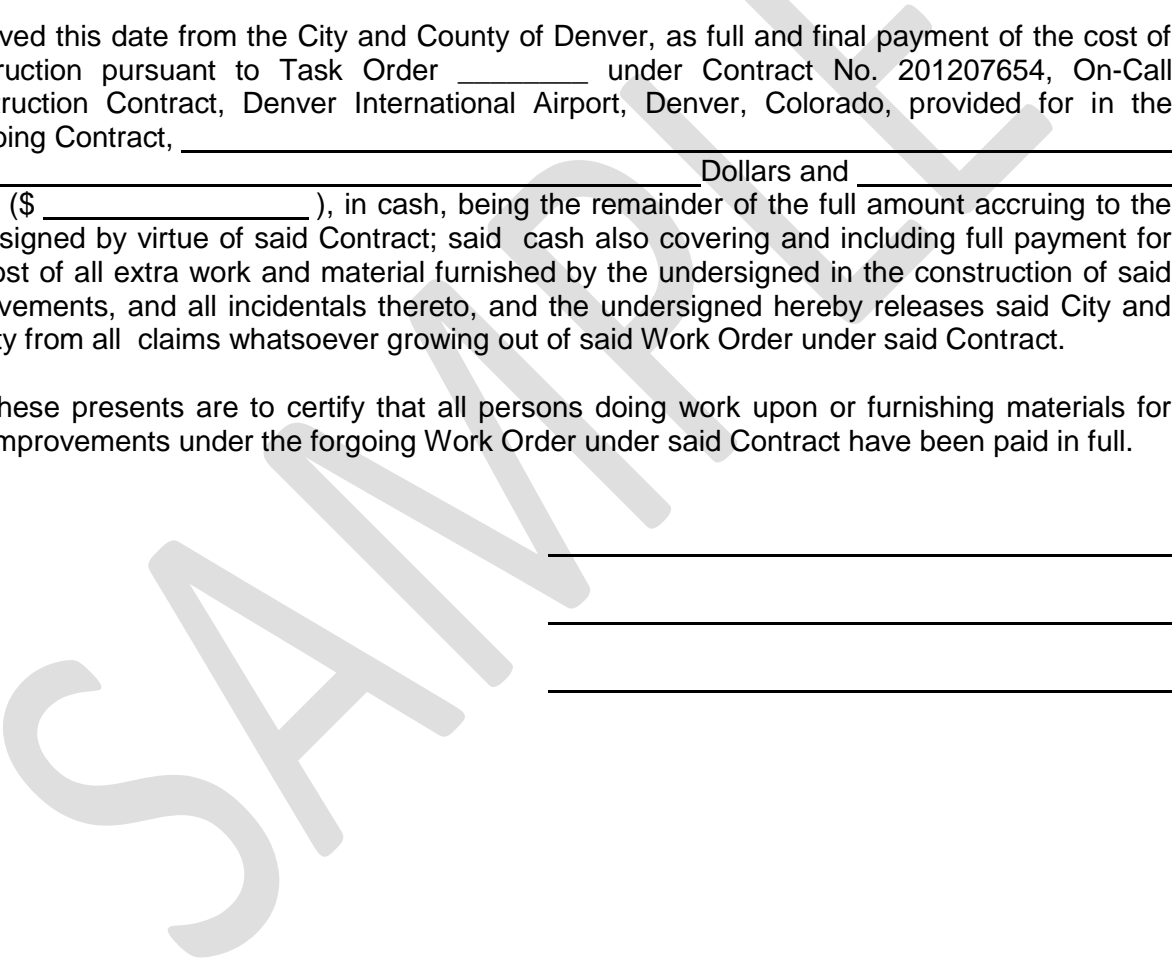 ved this date from the City and County of Denver, as full and final payment of the cost of
ruction pursuant to Task Order ________ under Contract No. 201207654, On-Call
truction Contract, Denver International Airport, Denver, Colorado, provided for in the
oing Contract,
Dollars and
($ ), in cash, being the remainder of the full amount accruing to the
signed by virtue of said Contract; said cash also covering and including full payment for
ost of all extra work and material furnished by the undersigned in the construction of said
vements, and all incidentals thereto, and the undersigned hereby releases said City and
ty from all claims whatsoever growing out of said Work Order under said Contract.
hese presents are to certify that all persons doing work upon or furnishing materials for
mprovements under the forgoing Work Order under said Contract have been paid in full.
SAMPLE